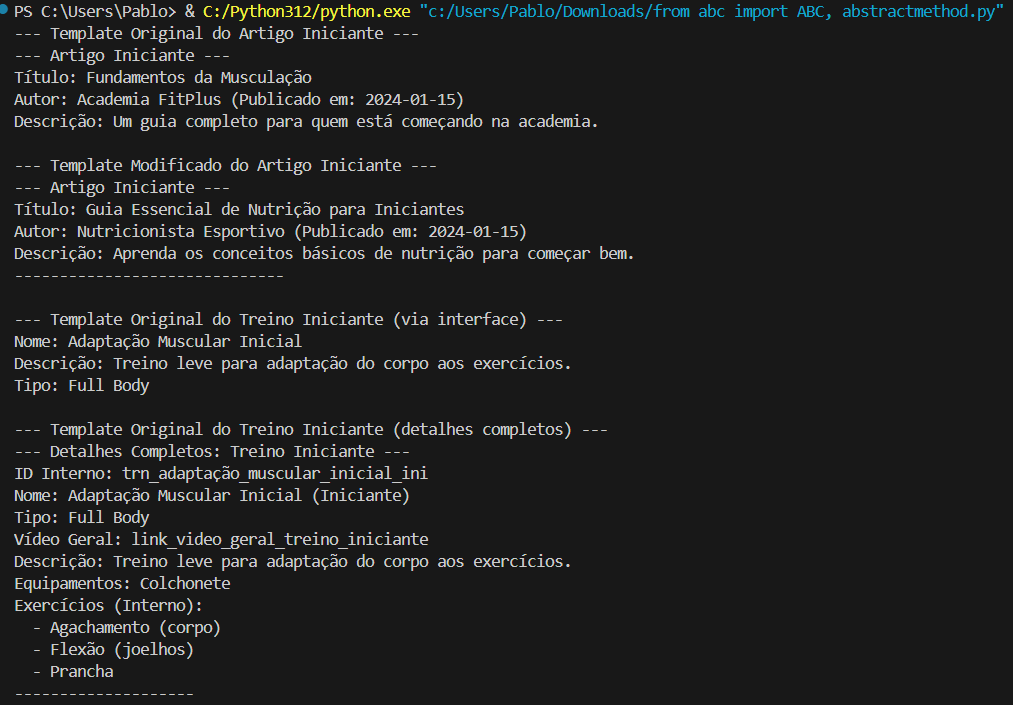 PS C:\Users\Pablo> & C:/Python312/python.exe "c:/Users/Pablo/Downloads/from abc import ABC, abstractmethod.py"
--- Template Original do Artigo Iniciante ---
--- Artigo Iniciante ---
Título: Fundamentos da Musculação
Autor: Academia FitPlus (Publicado em: 2024-01-15)
Descrição: Um guia completo para quem está começando na academia.

--- Template Modificado do Artigo Iniciante ---
--- Artigo Iniciante ---
Título: Guia Essencial de Nutrição para Iniciantes
Autor: Nutricionista Esportivo (Publicado em: 2024-01-15)
Descrição: Aprenda os conceitos básicos de nutrição para começar bem.
------------------------------

--- Template Original do Treino Iniciante (via interface) ---
Nome: Adaptação Muscular Inicial
Descrição: Treino leve para adaptação do corpo aos exercícios.
Tipo: Full Body

--- Template Original do Treino Iniciante (detalhes completos) ---
--- Detalhes Completos: Treino Iniciante ---
ID Interno: trn_adaptação_muscular_inicial_ini
Nome: Adaptação Muscular Inicial (Iniciante)
Tipo: Full Body
Vídeo Geral: link_video_geral_treino_iniciante
Descrição: Treino leve para adaptação do corpo aos exercícios.
Equipamentos: Colchonete
Exercícios (Interno):
  - Agachamento (corpo)
  - Flexão (joelhos)
  - Prancha
--------------------